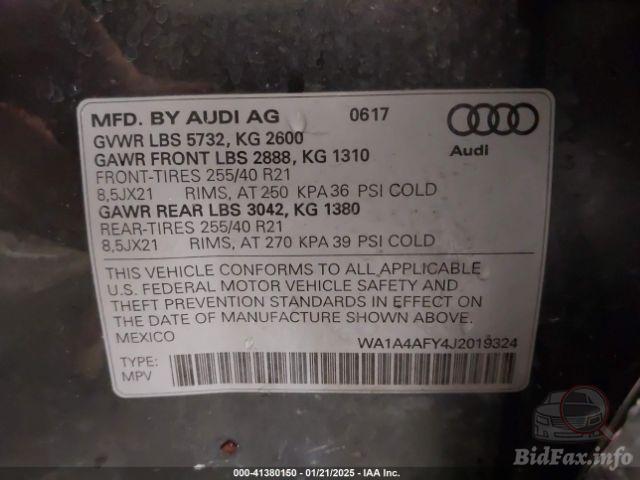 MFD. BY AUDI AG 0617
GVWR LBS 5732, KG 2600
GAWR FRONT LBS 2888, KG 1310
FRONT-TIRES 255/40 R21
8,5JX21 RIMS, AT 250 KPA 36 PSI COLD
GAWR REAR LBS 3042, KG 1380
REAR-TIRES 255/40 R21
8,5JX21 RIMS, AT 270 KPA 39 PSI COLD
Audi
THIS VEHICLE CONFORMS TO ALL APPLICABLE
U.S. FEDERAL MOTOR VEHICLE SAFETY AND
THEFT PREVENTION STANDARDS IN EFFECT ON
THE DATE OF MANUFACTURE SHOWN ABOVE.
MEXICO WA1A4AFY4J2019324
TYPE:
MPV
BidFax.info
000-41380150 - 01/21/2025 - IAA Inc.